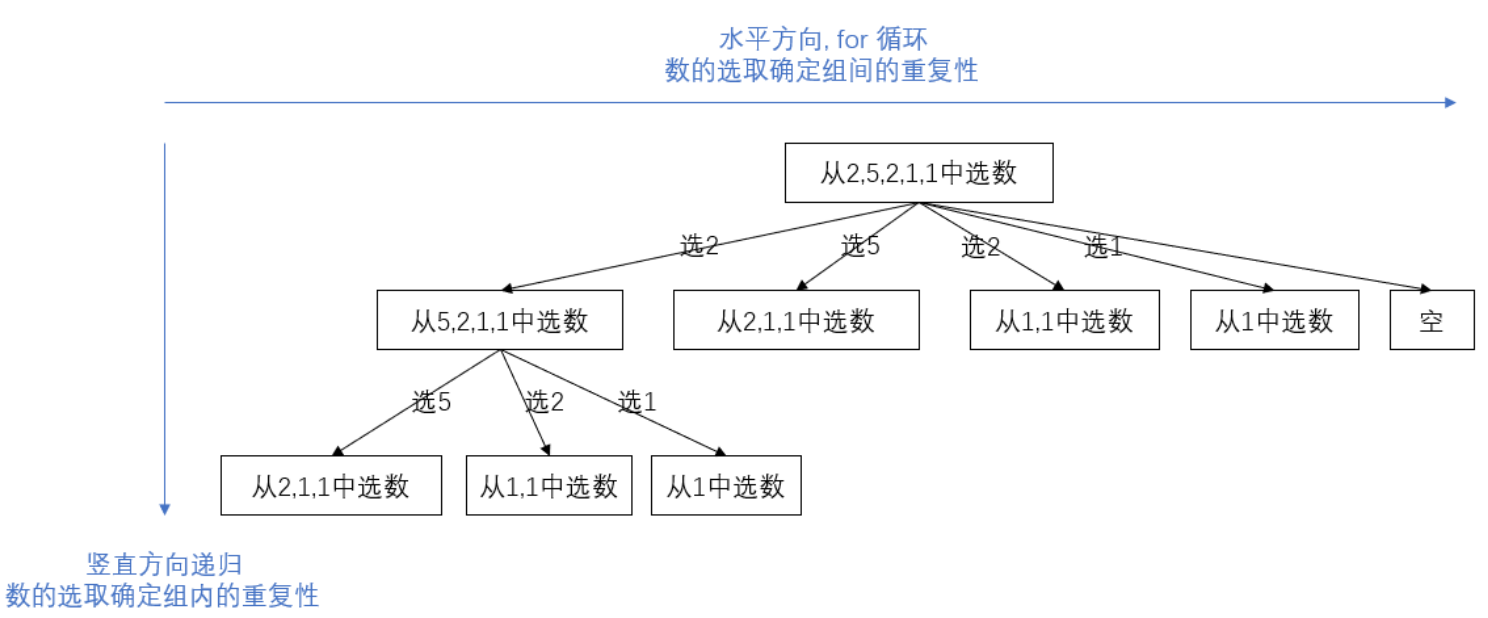 水平方向, for 循环
数的选取确定组间的重复性
从2,5,2,1,1中选数
选2
选5
选2
选1
从5,2,1,1中选数
从2,1,1中选数
从1,1中选数
从1中选数
空
选5
选2
选1
从2,1,1中选数
从1,1中选数
从1中选数
竖直方向递归
数的选取确定组内的重复性